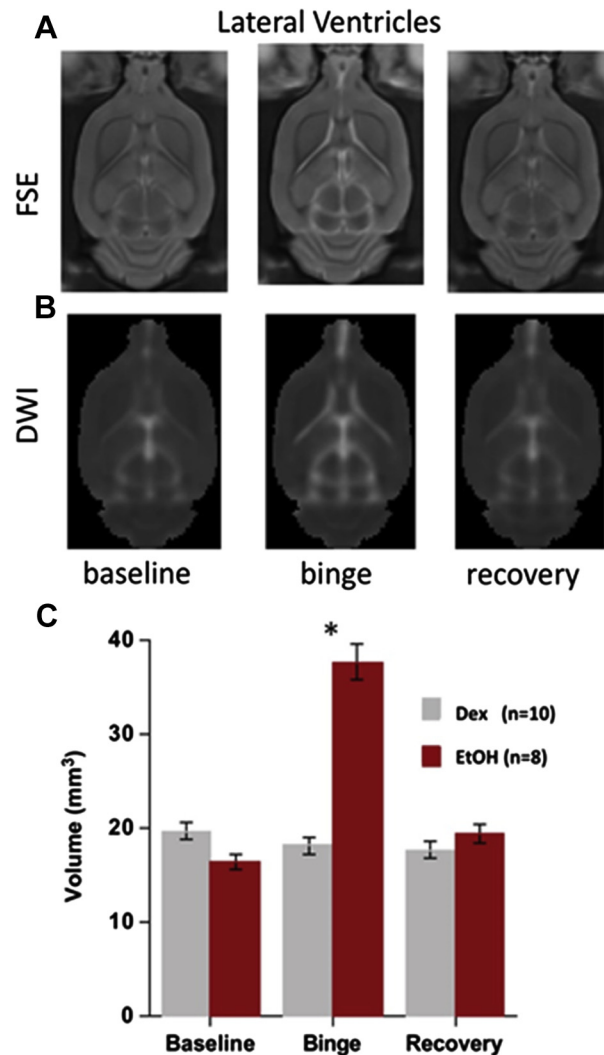 A
Lateral Ventricles
FSE
B
DWI
baseline binge recovery
C
*
40
30
20
10
0
Volume (mm³)
Dex (n=10)
EtOH (n=8)
Baseline Binge Recovery